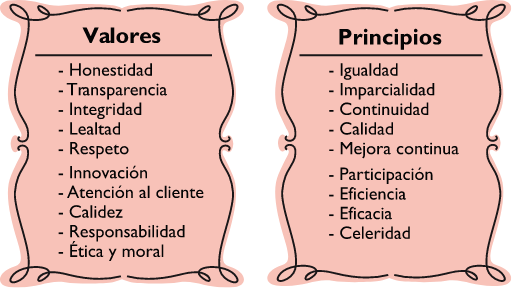 Valores
- Honestidad
- Transparencia
- Integridad
- Lealtad
- Respeto
- Innovación
- Atención al cliente
- Calidez
- Responsabilidad
- Ética y moral
Principios
- Igualdad
- Imparcialidad
- Continuidad
- Calidad
- Mejora continua
- Participación
- Eficiencia
- Eficacia
- Celeridad